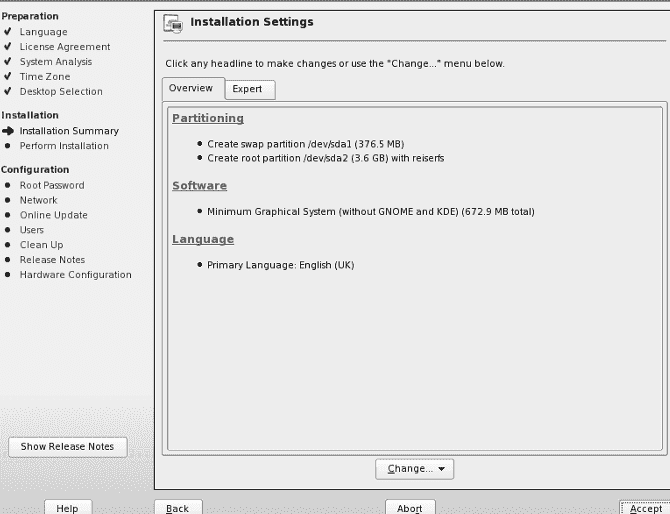 Preparation
Language
License Agreement
System Analysis
Time Zone
Desktop Selection
Installation
Installation Summary
Perform Installation
Configuration
Root Password
Network
Online Update
Users
Clean Up
Release Notes
Hardware Configuration
Show Release Notes
Installation Settings
Click any headline to make changes or use the "Change..." menu below.
Overview Expert
Partitioning
Create swap partition /dev/sda1 (376.5 MB)
Create root partition /dev/sda2 (3.6 GB) with reiserfs
Software
Minimum Graphical System (without GNOME and KDE) (672.9 MB total)
Language
Primary Language: English (UK)
Change...
Help Back Abort Accept